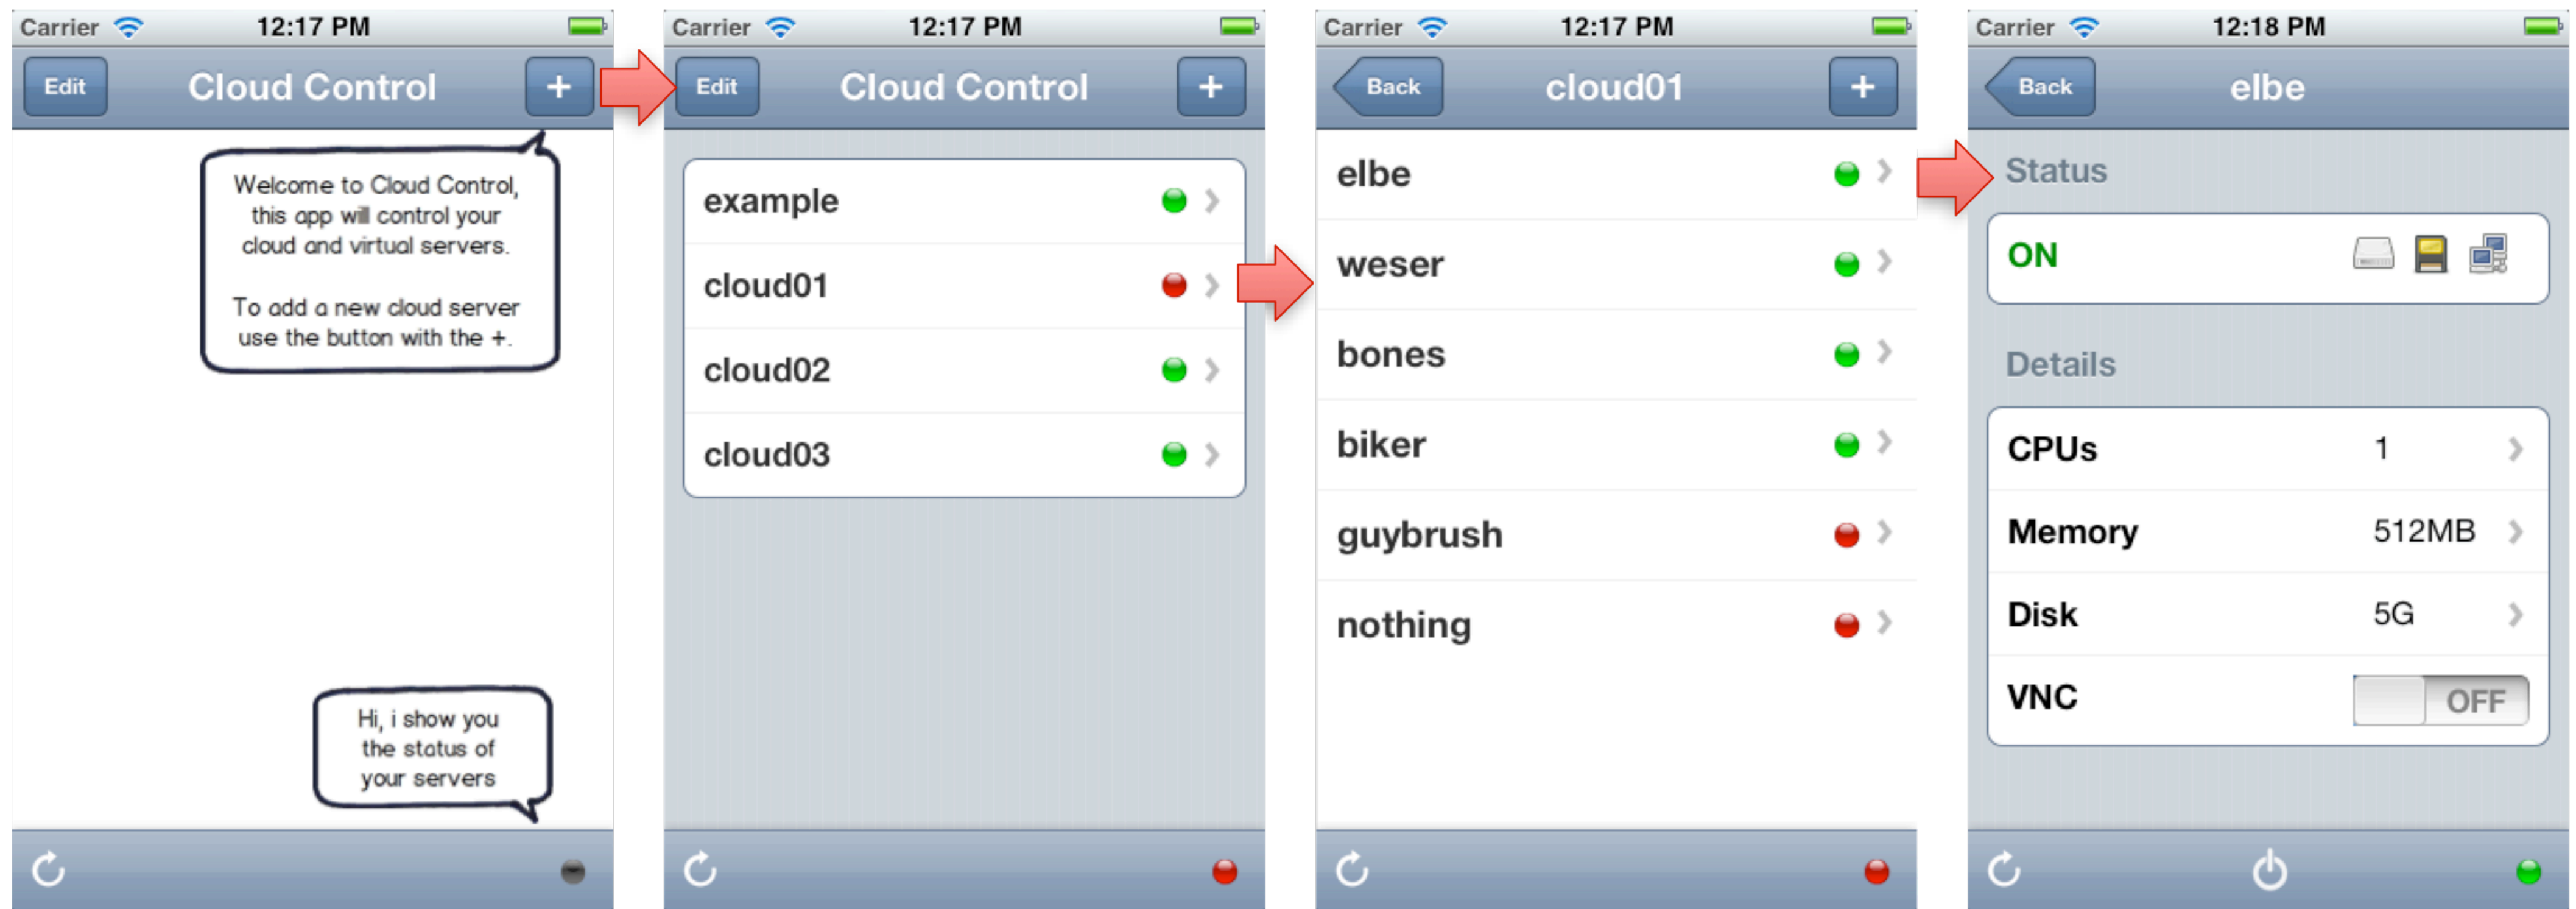 Carrier 12:17 PM
Edit Cloud Control +
Welcome to Cloud Control,
this app will control your
cloud and virtual servers.
To add a new cloud server
use the button with the +.
Hi, i show you
the status of
your servers
Carrier 12:17 PM
Edit Cloud Control +
example
cloud01
cloud02
cloud03
Carrier 12:17 PM
Back cloud01 +
elbe
weser
bones
biker
guybrush
nothing
Carrier 12:18 PM
Back elbe
Status
ON
Details
CPUs 1
Memory 512MB
Disk 5G
VNC OFF